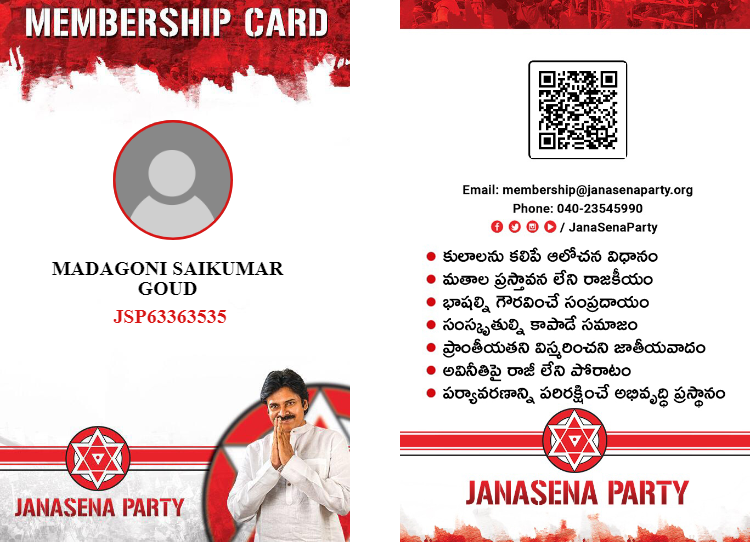 MEMBERSHIP CARD
MADAGONI SAIKUMAR
GOUD
JSP63363535
JANASENA PARTY
Email: membership@janasenaparty.org
Phone: 040-23545990
/ JanaSenaParty
• కులాలను కలిపే ఆలోచన విధానం
• మతాల ప్రస్తావన లేని రాజకీయం
• భాషల్ని గౌరవించే సంప్రదాయం
• సంస్కృతుల్ని కాపాడే సమాజం
• ప్రాంతీయతని విస్మరించని జాతీయవాదం
• అవినీతిపై రాజీ లేని పోరాటం
• పర్యావరణాన్ని పరిరక్షించే అభివృద్ధి ప్రస్థానం
JANASENA PARTY